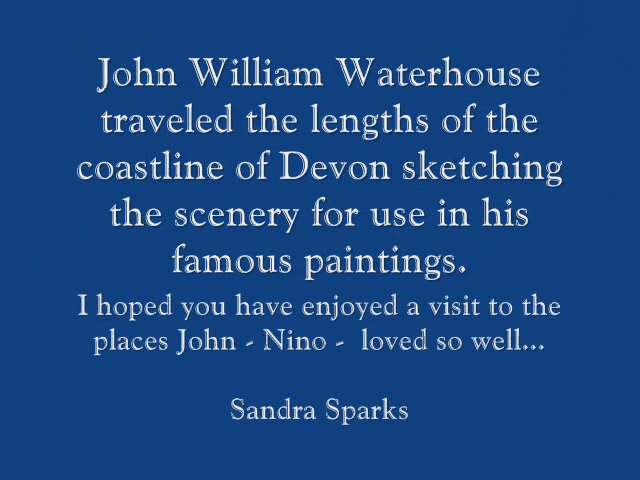 John William Waterhouse
traveled the lengths of the
coastline of Devon sketching
the scenery for use in his
famous paintings.
I hoped you have enjoyed a visit to the
places John - Nino -  loved so well...
Sandra Sparks